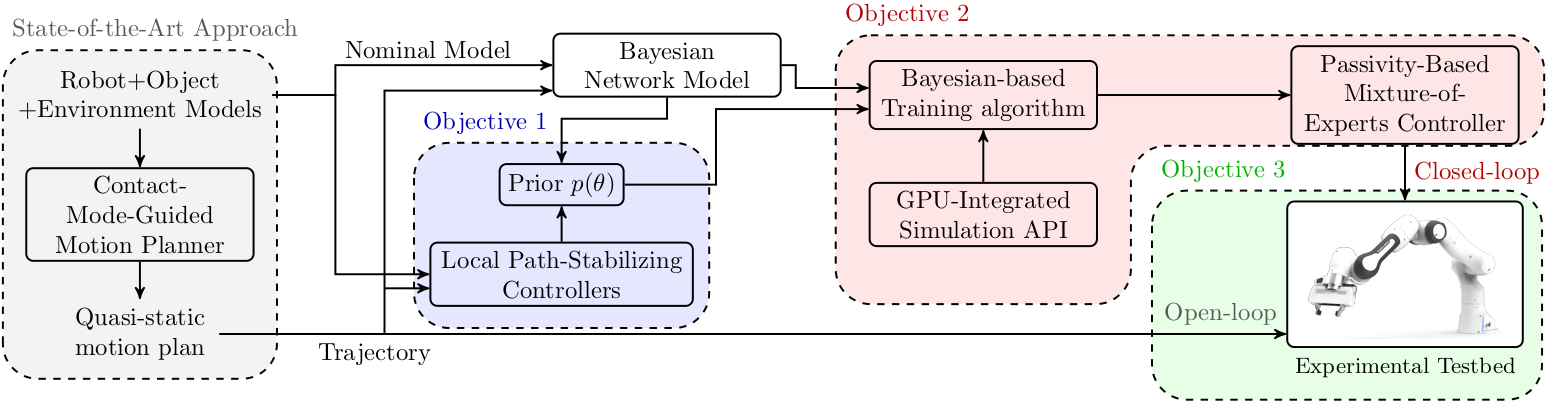 State-of-the-Art Approach
Robot+Object
+Environment Models
Contact-
Mode-Guided
Motion Planner
Quasi-static
motion plan
Nominal Model
Trajectory
Bayesian
Network Model
Objective 1
Prior p(θ)
Local Path-Stabilizing
Controllers
Objective 2
Bayesian-based
Training algorithm
GPU-Integrated
Simulation API
Passivity-Based
Mixture-of-
Experts Controller
Closed-loop
Objective 3
Open-loop
Experimental Testbed